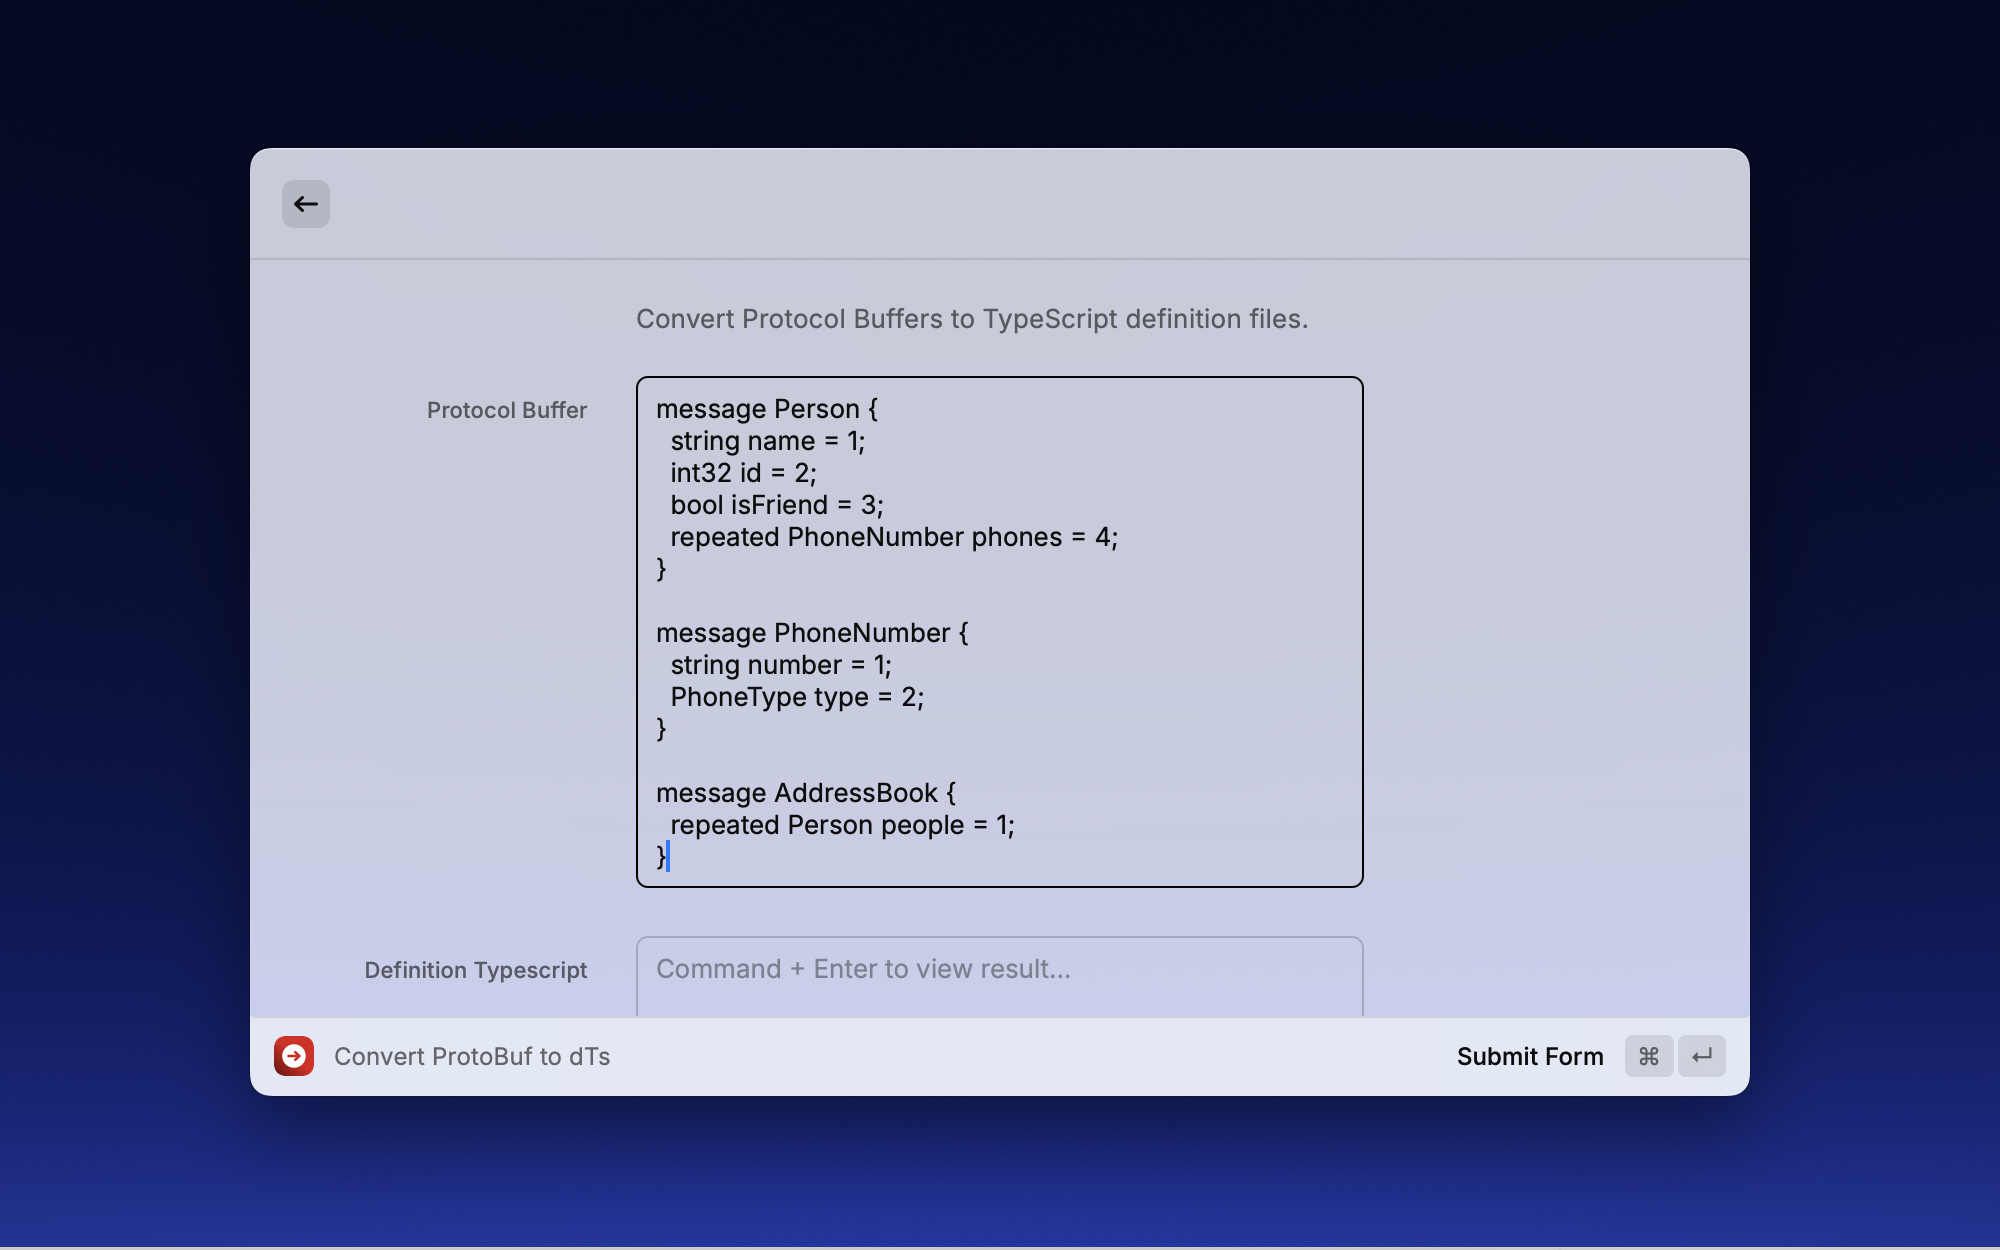 Convert Protocol Buffers to TypeScript definition files.
Protocol Buffer
message Person {
  string name = 1;
  int32 id = 2;
  bool isFriend = 3;
  repeated PhoneNumber phones = 4;
}

message PhoneNumber {
  string number = 1;
  PhoneType type = 2;
}

message AddressBook {
  repeated Person people = 1;
}
Definition Typescript
Command + Enter to view result...
Convert ProtoBuf to dTs
Submit Form ⌘ ↵